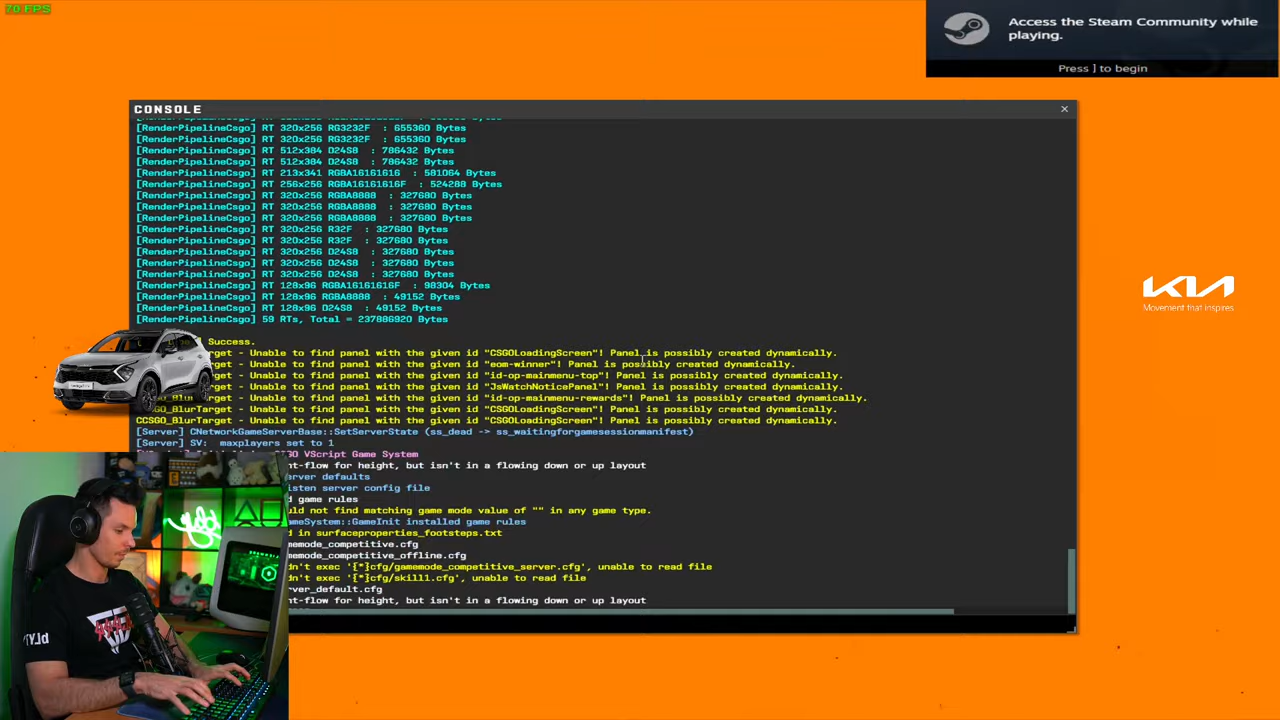 70 FPS
Access the Steam Community while
playing.
Press ] to begin
CONSOLE
[RenderPipelineCsgo] RT 320x256 RG3232F : 655360 Bytes
[RenderPipelineCsgo] RT 320x256 RG3232F : 655360 Bytes
[RenderPipelineCsgo] RT 512x384 D24S8 : 786432 Bytes
[RenderPipelineCsgo] RT 512x384 D24S8 : 786432 Bytes
[RenderPipelineCsgo] RT 213x341 RGBA16161616 : 581064 Bytes
[RenderPipelineCsgo] RT 256x256 RGBA16161616F : 524288 Bytes
[RenderPipelineCsgo] RT 320x256 RGBA8888 : 327680 Bytes
[RenderPipelineCsgo] RT 320x256 RGBA8888 : 327680 Bytes
[RenderPipelineCsgo] RT 320x256 RGBA8888 : 327680 Bytes
[RenderPipelineCsgo] RT 320x256 R32F : 327680 Bytes
[RenderPipelineCsgo] RT 320x256 R32F : 327680 Bytes
[RenderPipelineCsgo] RT 320x256 D24S8 : 327680 Bytes
[RenderPipelineCsgo] RT 320x256 D24S8 : 327680 Bytes
[RenderPipelineCsgo] RT 320x256 D24S8 : 327680 Bytes
[RenderPipelineCsgo] RT 128x96 RGBA16161616F : 98304 Bytes
[RenderPipelineCsgo] RT 128x96 RGBA8888 : 49152 Bytes
[RenderPipelineCsgo] RT 128x96 D24S8 : 49152 Bytes
[RenderPipelineCsgo] 59 RTs, Total = 237886920 Bytes
Success.
rget - Unable to find panel with the given id "CSGOLoadingScreen"! Panel is possibly created dynamically.
rget - Unable to find panel with the given id "eom-winner"! Panel is possibly created dynamically.
rget - Unable to find panel with the given id "id-op-mainmenu-top"! Panel is possibly created dynamically.
rget - Unable to find panel with the given id "JsWatchNoticePanel"! Panel is possibly created dynamically.
rget - Unable to find panel with the given id "id-op-mainmenu-rewards"! Panel is possibly created dynamically.
CCSGO_BlurTarget - Unable to find panel with the given id "CSGOLoadingScreen"! Panel is possibly created dynamically.
CCSGO_BlurTarget - Unable to find panel with the given id "CSGOLoadingScreen"! Panel is possibly created dynamically.
[Server] CNetworkGameServerBase::SetServerState (ss_dead -> ss_waitingforgamesessionmanifest)
[Server] SV: maxplayers set to 1
VScript Game System
nt-flow for height, but isn't in a flowing down or up layout
erver defaults
isten server config file
d game rules
uld not find matching game mode value of "" in any game type.
ameSystem::GameInit installed game rules
d in surfaceproperties_footsteps.txt
memode_competitive.cfg
memode_competitive_offline.cfg
dn't exec '{*}cfg/gamemode_competitive_server.cfg', unable to read file
dn't exec '{*}cfg/skill1.cfg', unable to read file
rver_default.cfg
nt-flow for height, but isn't in a flowing down or up layout
KIA
Movement that inspires